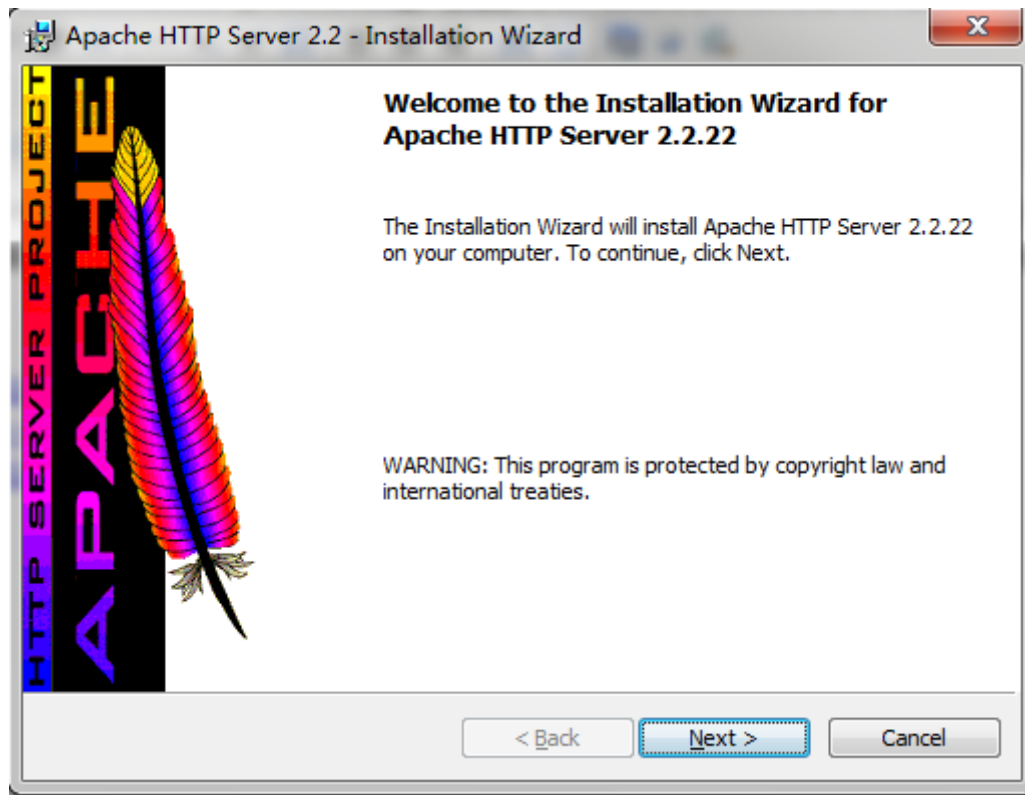 Apache HTTP Server 2.2 - Installation Wizard
HTTP SERVER PROJECT
APACHE
Welcome to the Installation Wizard for
Apache HTTP Server 2.2.22
The Installation Wizard will install Apache HTTP Server 2.2.22
on your computer. To continue, click Next.
WARNING: This program is protected by copyright law and
international treaties.
< Back
Next >
Cancel